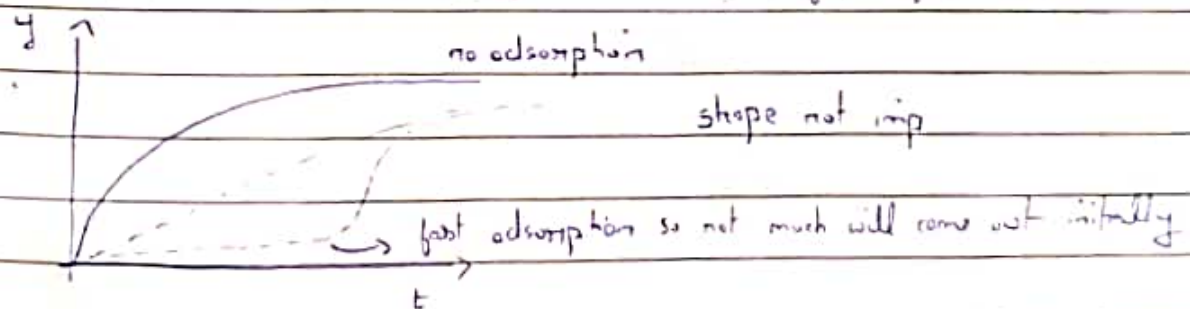 y
no adsorption
shape not imp
fast adsorption so not much will come out initially
t